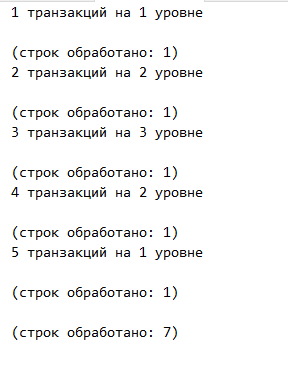 1 транзакций на 1 уровне
(строк обработано: 1)
2 транзакций на 2 уровне
(строк обработано: 1)
3 транзакций на 3 уровне
(строк обработано: 1)
4 транзакций на 2 уровне
(строк обработано: 1)
5 транзакций на 1 уровне
(строк обработано: 1)
(строк обработано: 7)